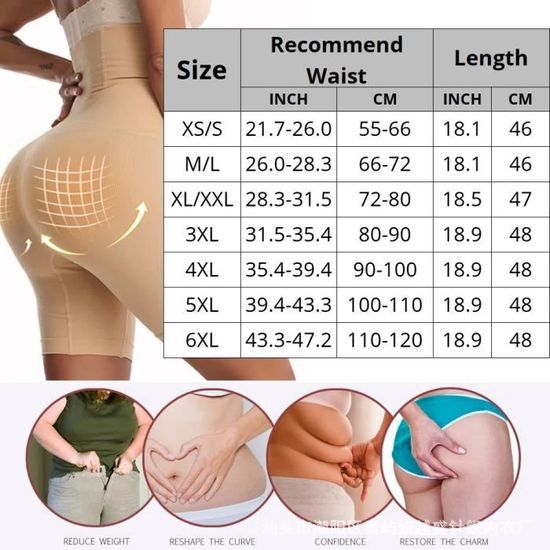 Size Recommend Waist Length
INCH CM INCH CM
XS/S 21.7-26.0 55-66 18.1 46
M/L 26.0-28.3 66-72 18.1 46
XL/XXL 28.3-31.5 72-80 18.5 47
3XL 31.5-35.4 80-90 18.9 48
4XL 35.4-39.4 90-100 18.9 48
5XL 39.4-43.3 100-110 18.9 48
6XL 43.3-47.2 110-120 18.9 48
REDUCE WEIGHT RESHAPE THE CURVE CONFIDENCE RESTORE THE CHARM